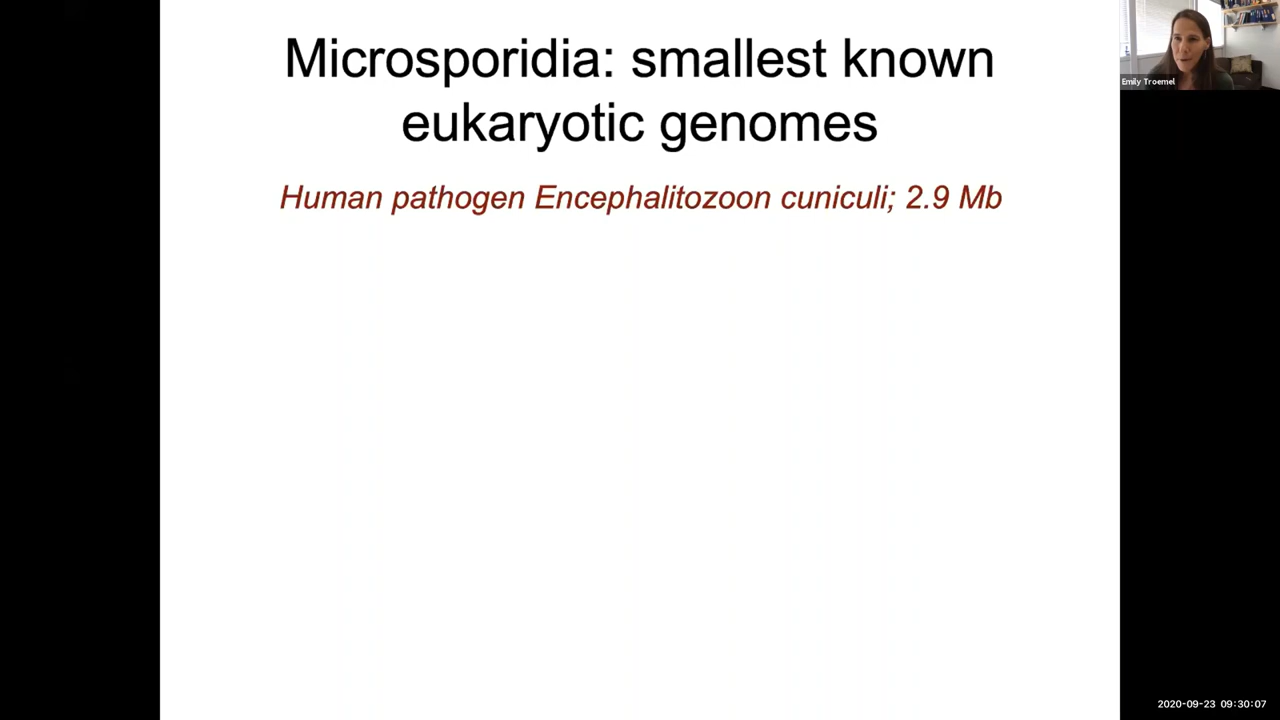 Microsporidia: smallest known
eukaryotic genomes
Human pathogen Encephalitozoon cuniculi; 2.9 Mb
Emily Troemel
2020-09-23 09:30:07